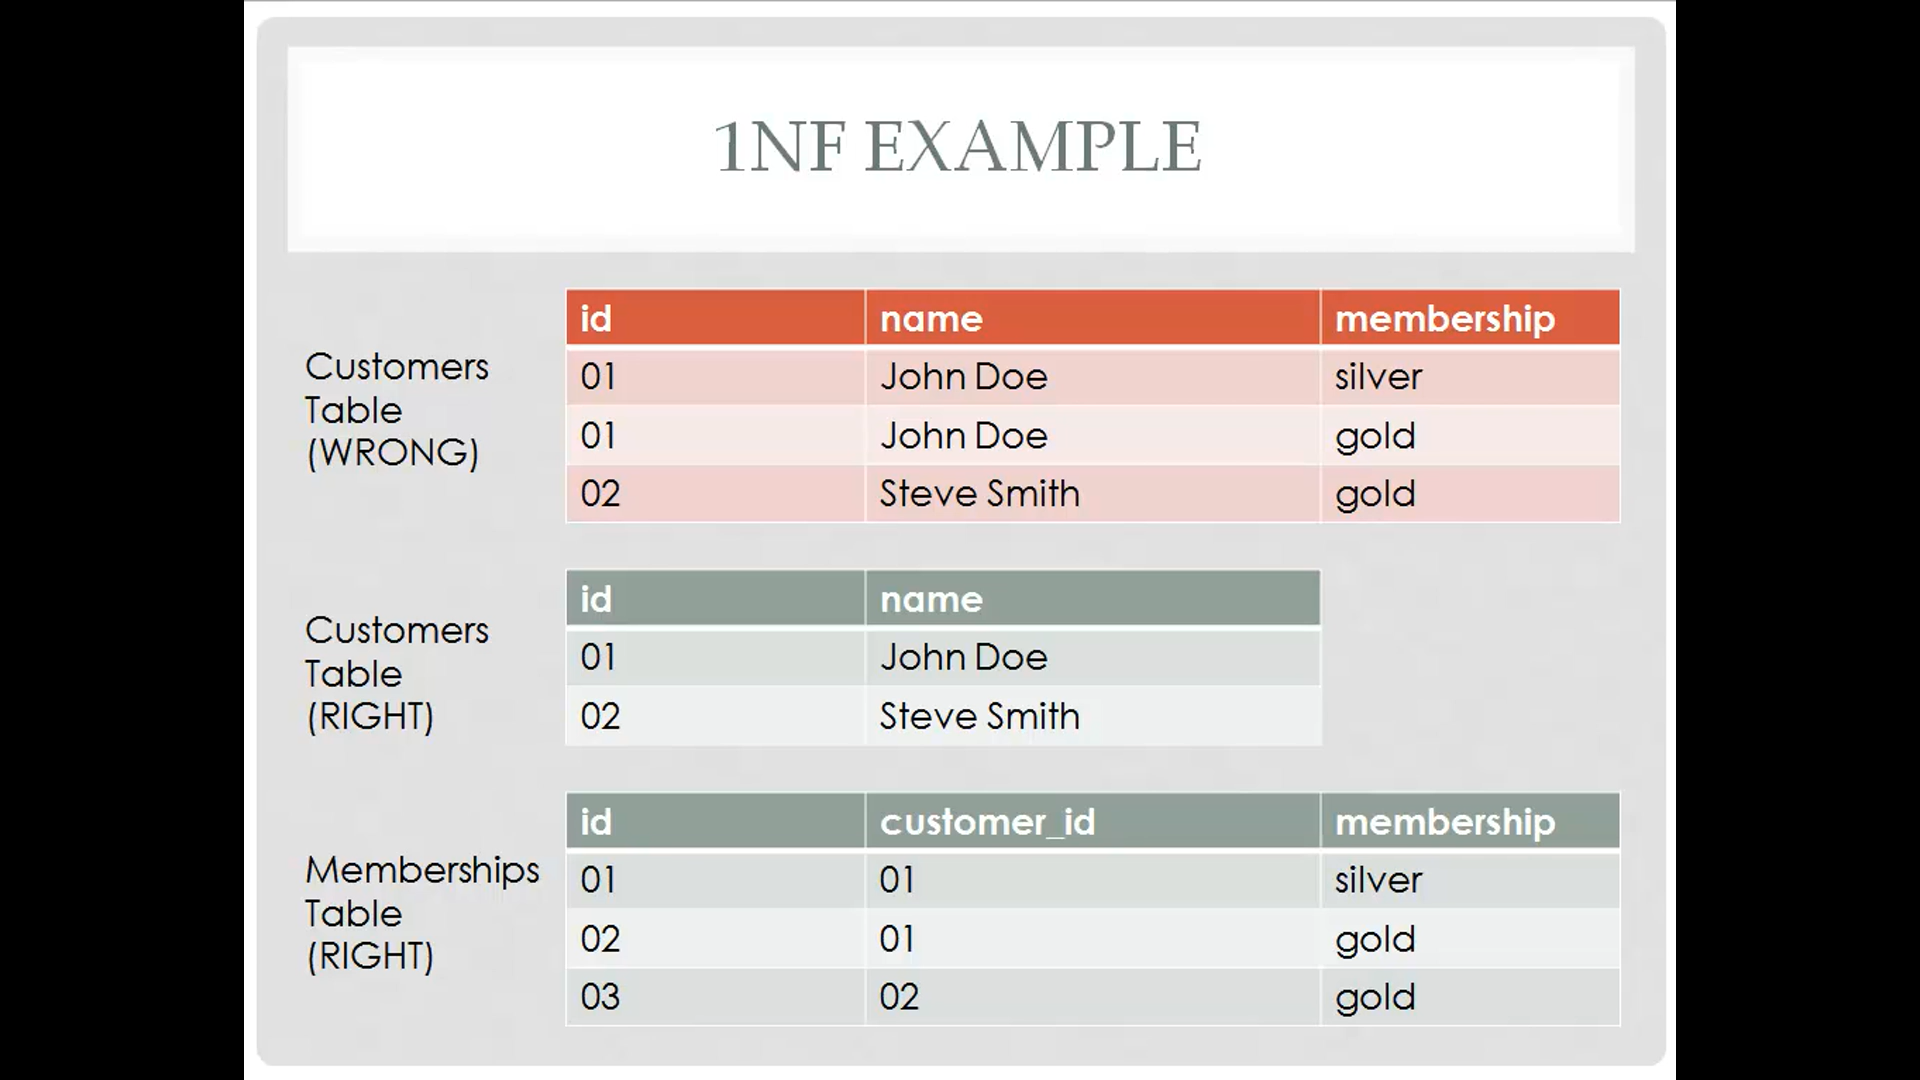 1NF EXAMPLE
Customers
Table
(WRONG)
id name membership
01 John Doe silver
01 John Doe gold
02 Steve Smith gold
Customers
Table
(RIGHT)
id name
01 John Doe
02 Steve Smith
Memberships
Table
(RIGHT)
id customer_id membership
01 01 silver
02 01 gold
03 02 gold